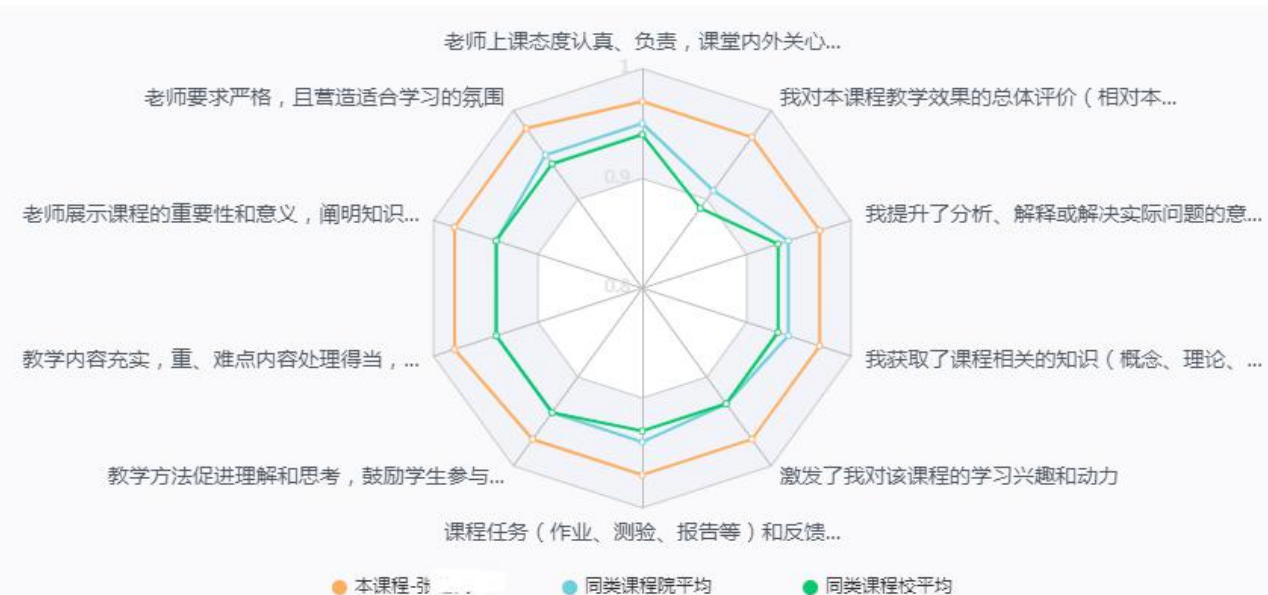 老师上课态度认真、负责，课堂内外关心...
1
老师要求严格，且营造适合学习的氛围
我对本课程教学效果的总体评价（相对本...
0.9
老师展示课程的重要性和意义，阐明知识...
我提升了分析、解释或解决实际问题的意...
0.8
教学内容充实，重、难点内容处理得当，...
我获取了课程相关的知识（概念、理论、...
教学方法促进理解和思考，鼓励学生参与...
激发了我对该课程的学习兴趣和动力
课程任务（作业、测验、报告等）和反馈...
本课程-张
同类课程院平均
同类课程校平均